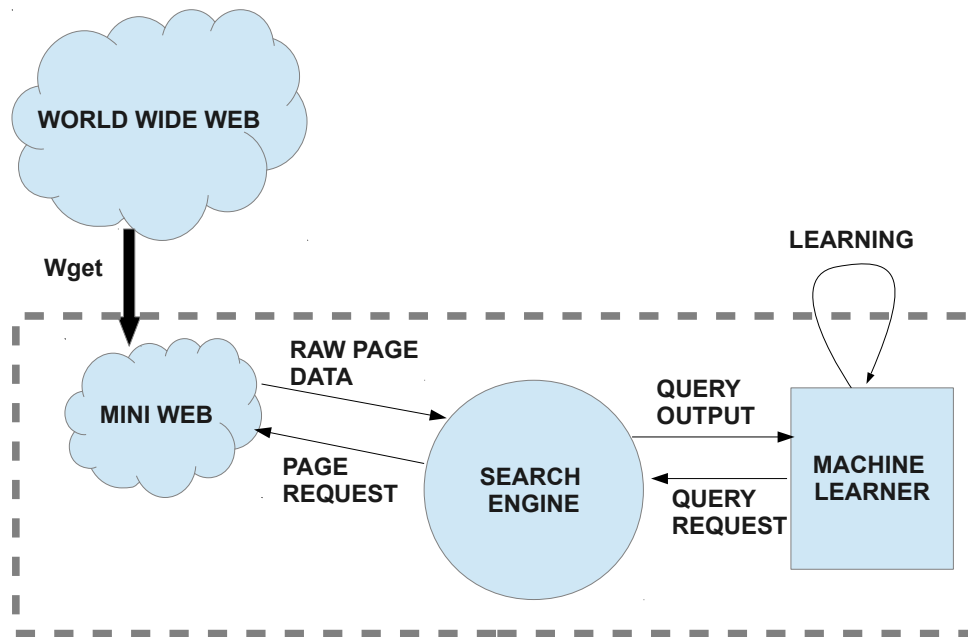 WORLD WIDE WEB
Wget
LEARNING
RAW PAGE
DATA
MINI WEB
PAGE
REQUEST
SEARCH
ENGINE
QUERY
OUTPUT
QUERY
REQUEST
MACHINE
LEARNER